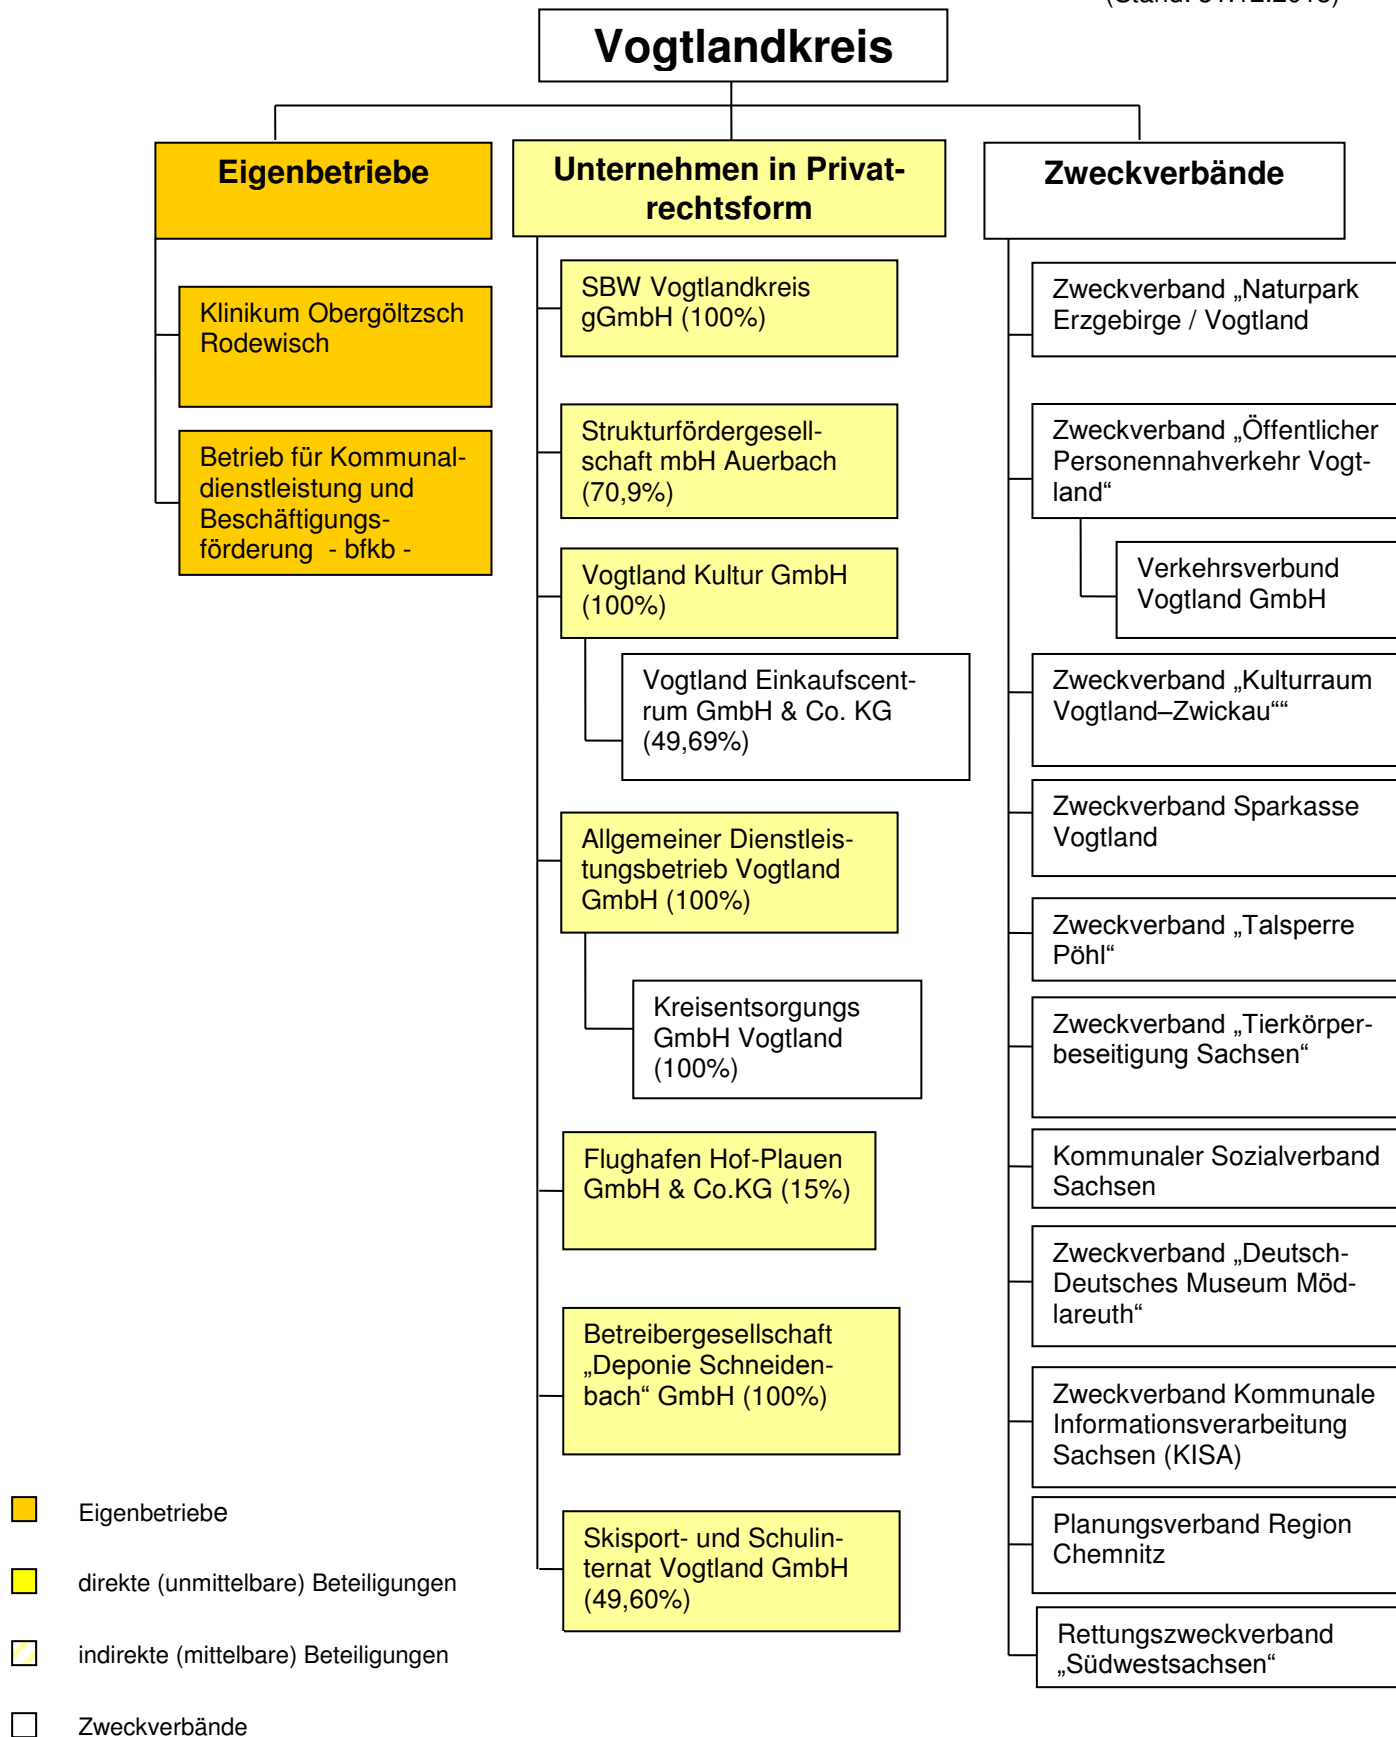 Vogtlandkreis
Eigenbetriebe
Klinikum Obergöltzsch
Rodewisch
Betrieb für Kommunal-
dienstleistung und
Beschäftigungs-
förderung - bfkb -
Unternehmen in Privat-
rechtsform
SBW Vogtlandkreis
gGmbH (100%)
Strukturfördergesell-
schaft mbH Auerbach
(70,9%)
Vogtland Kultur GmbH
(100%)
Vogtland Einkaufscent-
rum GmbH & Co. KG
(49,69%)
Allgemeiner Dienstleis-
tungsbetrieb Vogtland
GmbH (100%)
Kreisentsorgungs
GmbH Vogtland
(100%)
Flughafen Hof-Plauen
GmbH & Co.KG (15%)
Betreibergesellschaft
„Deponie Schneiden-
bach“ GmbH (100%)
Skisport- und Schulin-
ternat Vogtland GmbH
(49,60%)
Zweckverbände
Zweckverband „Naturpark
Erzgebirge / Vogtland
Zweckverband „Öffentlicher
Personennahverkehr Vogt-
land“
Verkehrsverbund
Vogtland GmbH
Zweckverband „Kulturraum
Vogtland–Zwickau““
Zweckverband Sparkasse
Vogtland
Zweckverband „Talsperre
Pöhl“
Zweckverband „Tierkörper-
beseitigung Sachsen“
Kommunaler Sozialverband
Sachsen
Zweckverband „Deutsch-
Deutsches Museum Möd-
lareuth“
Zweckverband Kommunale
Informationsverarbeitung
Sachsen (KISA)
Planungsverband Region
Chemnitz
Rettungszweckverband
„Südwestsachsen“
Eigenbetriebe
direkte (unmittelbare) Beteiligungen
indirekte (mittelbare) Beteiligungen
Zweckverbände